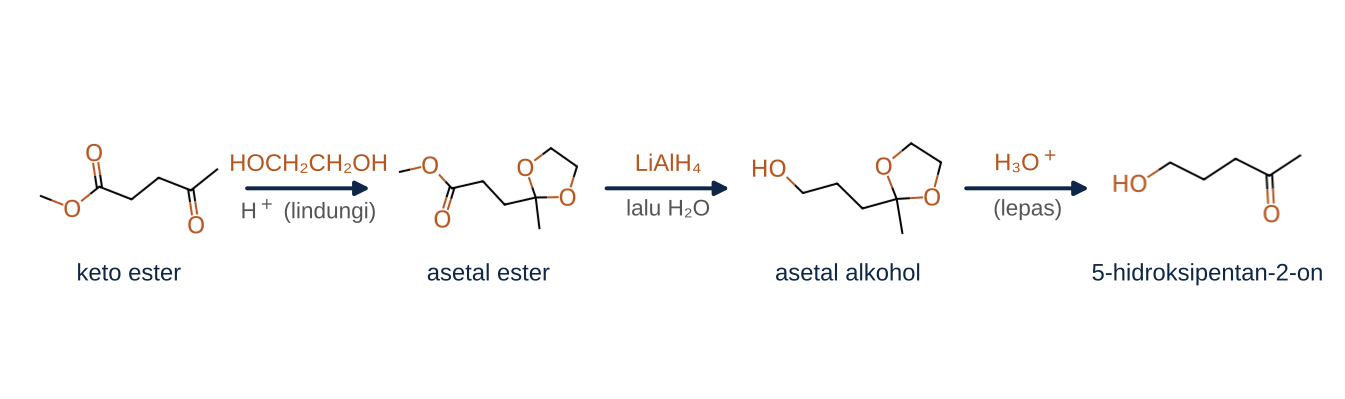 O
O
O
keto ester
HOCH₂CH₂OH
H⁺ (lindungi)
O
O
O
O
asetal ester
LiAlH₄
lalu H₂O
HO
O
O
asetal alkohol
H₃O⁺
(lepas)
HO
O
5-hidroksipentan-2-on